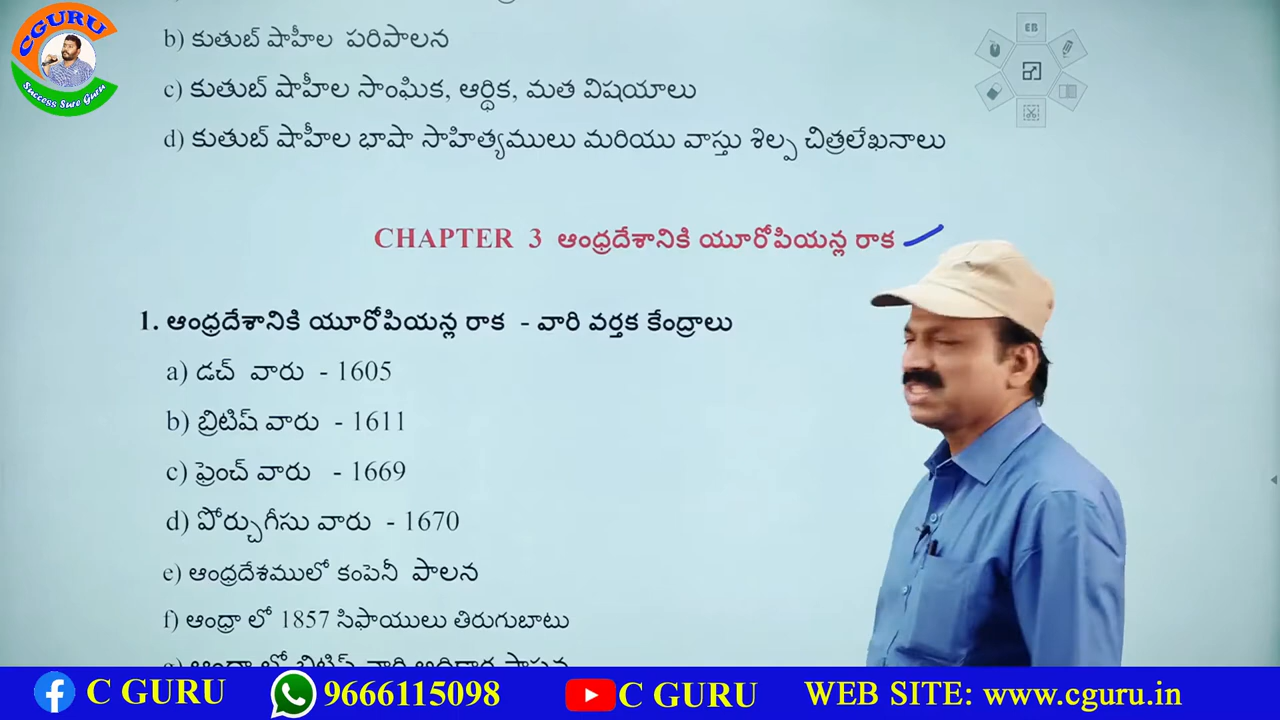 CGURU
Success Sure Guru
EB
b) కుతుబ్ షాహీల పరిపాలన
c) కుతుబ్ షాహీల సాంఘిక, ఆర్ధిక, మత విషయాలు
d) కుతుబ్ షాహీల భాషా సాహిత్యములు మరియు వాస్తు శిల్ప చిత్రలేఖనాలు
CHAPTER 3 ఆంధ్రదేశానికి యూరోపియన్ల రాక
1. ఆంధ్రదేశానికి యూరోపియన్ల రాక - వారి వర్తక కేంద్రాలు
a) డచ్ వారు - 1605
b) బ్రిటిష్ వారు - 1611
c) ఫ్రెంచ్ వారు - 1669
d) పోర్చుగీసు వారు - 1670
e) ఆంధ్రదేశములో కంపెనీ పాలన
f) ఆంద్రా లో 1857 సిఫాయులు తిరుగుబాటు
C GURU 9666115098 C GURU WEB SITE: www.cguru.in